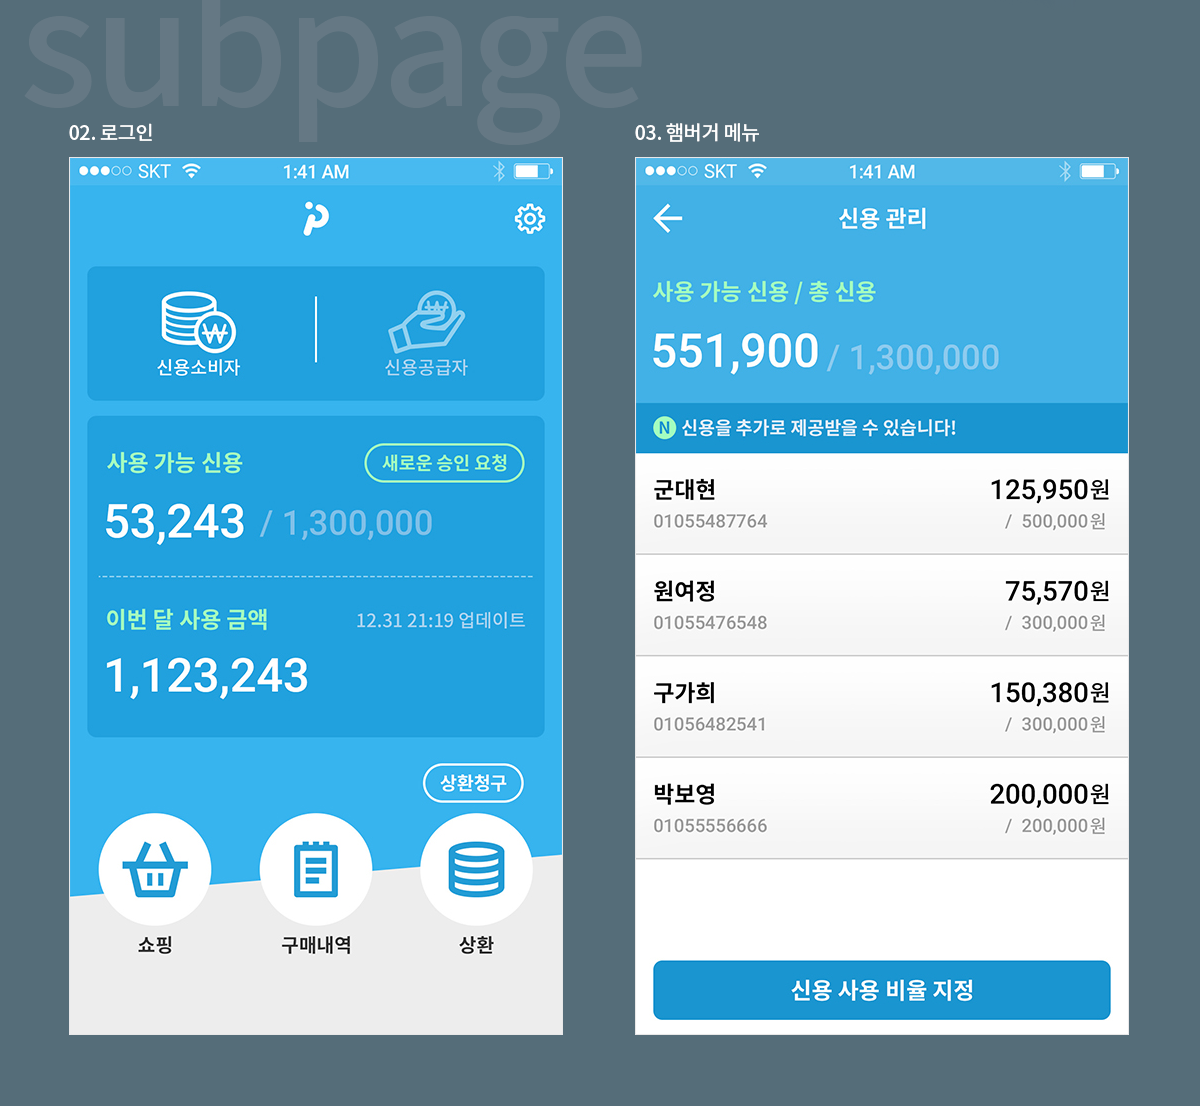 subpage
02. 로그인
SKT 1:41 AM
신용소비자
신용공급자
사용 가능 신용
새로운 승인 요청
53,243 / 1,300,000
이번 달 사용 금액
12.31 21:19 업데이트
1,123,243
상환청구
쇼핑
구매내역
상환
03. 햄버거 메뉴
SKT 1:41 AM
신용 관리
사용 가능 신용 / 총 신용
551,900 / 1,300,000
N 신용을 추가로 제공받을 수 있습니다!
군대현 125,950원
01055487764 / 500,000원
원여정 75,570원
01055476548 / 300,000원
구가희 150,380원
01056482541 / 300,000원
박보영 200,000원
01055556666 / 200,000원
신용 사용 비율 지정